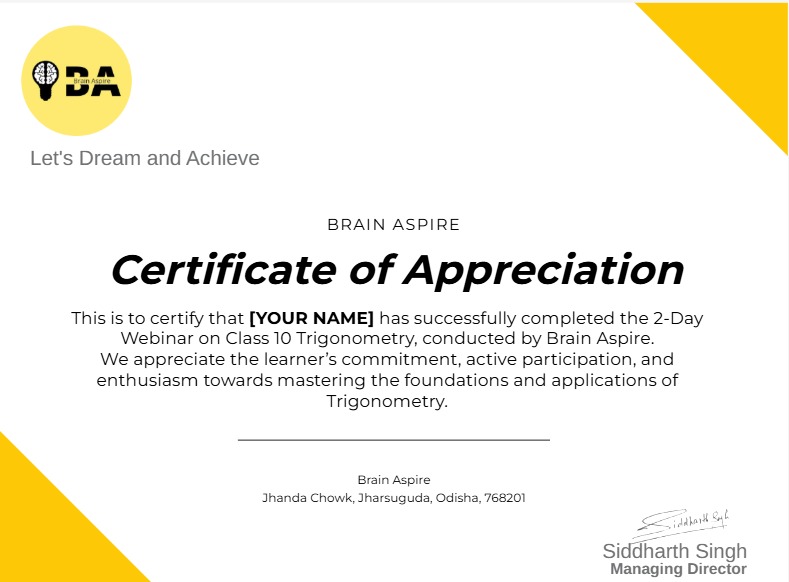 BA
Brain Aspire
Let's Dream and Achieve
BRAIN ASPIRE
Certificate of Appreciation
This is to certify that [YOUR NAME] has successfully completed the 2-Day
Webinar on Class 10 Trigonometry, conducted by Brain Aspire.
We appreciate the learner’s commitment, active participation, and
enthusiasm towards mastering the foundations and applications of
Trigonometry.
Brain Aspire
Jhanda Chowk, Jharsuguda, Odisha, 768201
Siddharth Singh
Siddharth Singh
Managing Director